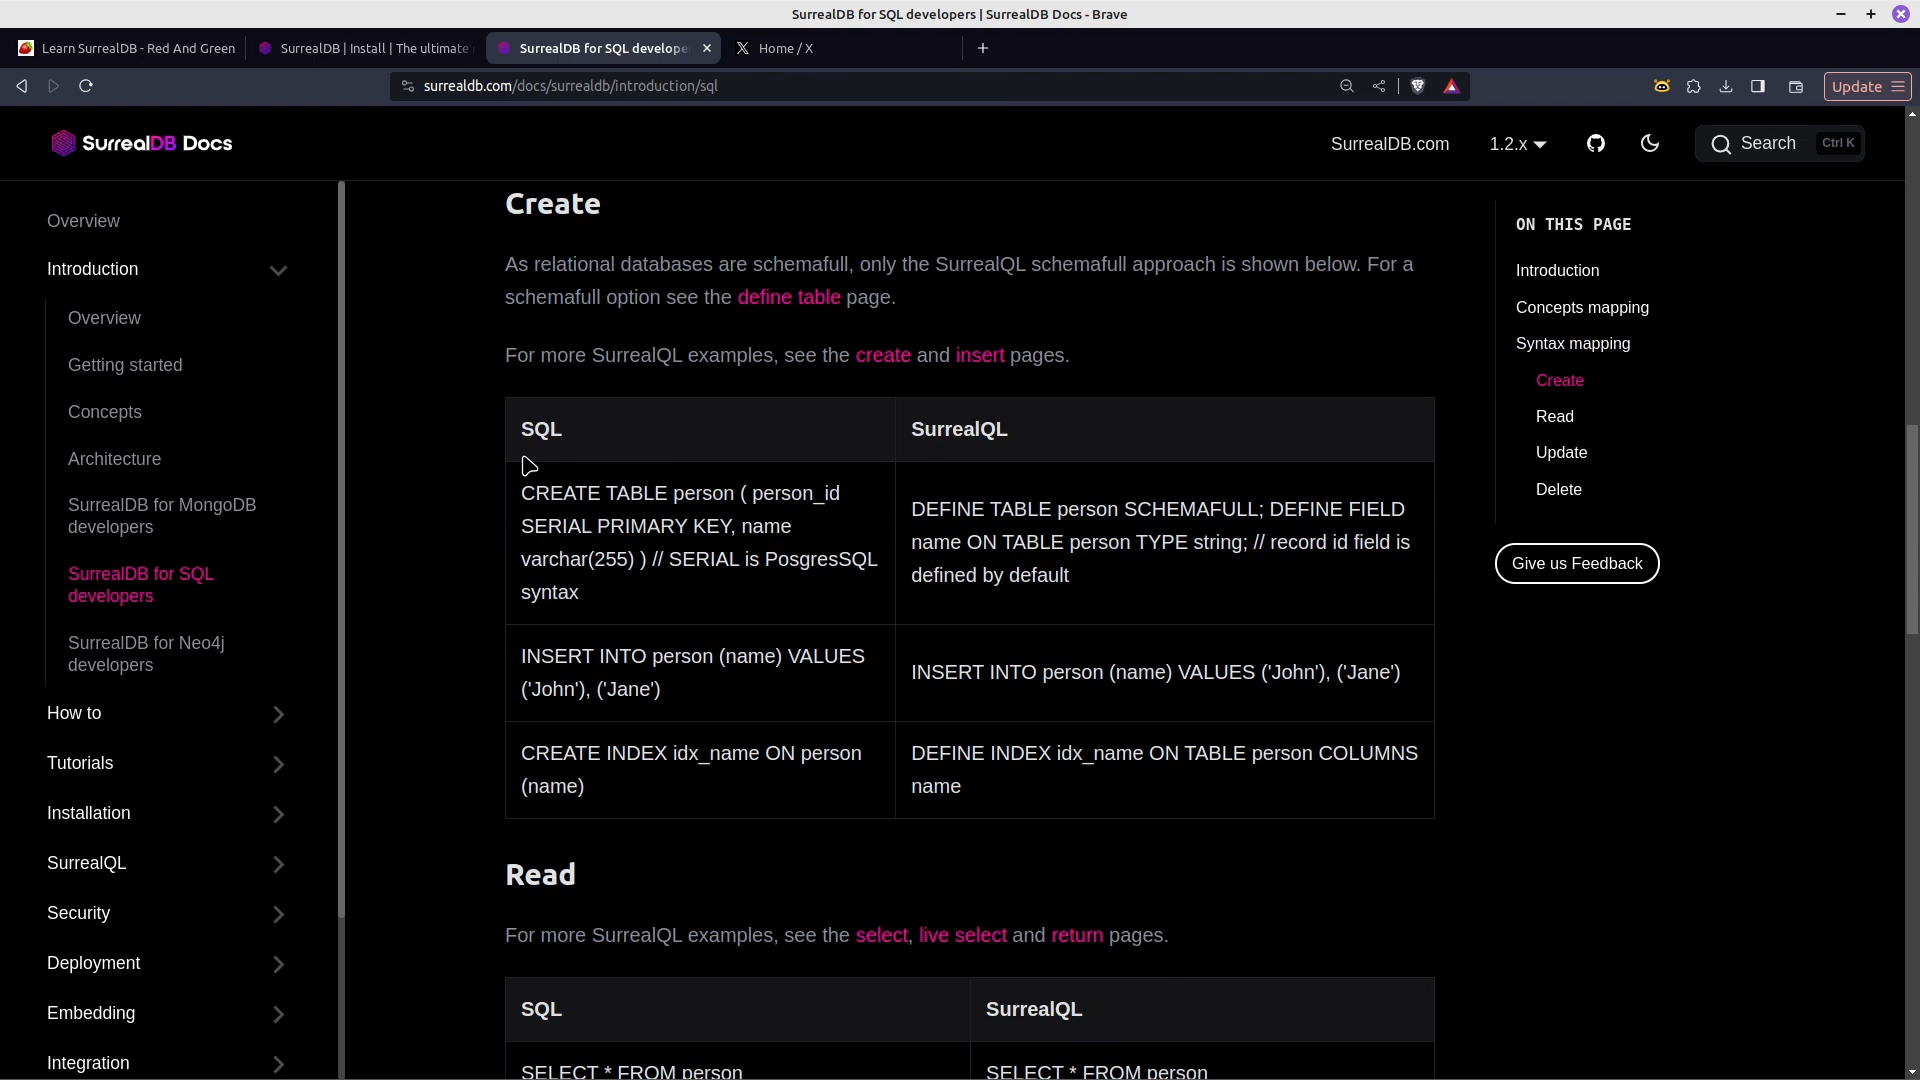 SurrealDB for SQL developers | SurrealDB Docs - Brave
Learn SurrealDB - Red And Green
SurrealDB | Install | The ultimate
SurrealDB for SQL develope
Home / X
surrealdb.com/docs/surrealdb/introduction/sql
Update
SurrealDB Docs
SurrealDB.com
1.2.x
Search
Ctrl K
Overview
Introduction
Overview
Getting started
Concepts
Architecture
SurrealDB for MongoDB
developers
SurrealDB for SQL
developers
SurrealDB for Neo4j
developers
How to
Tutorials
Installation
SurrealQL
Security
Deployment
Embedding
Integration
Create
As relational databases are schemafull, only the SurrealQL schemafull approach is shown below. For a
schemafull option see the define table page.
For more SurrealQL examples, see the create and insert pages.
SQL
SurrealQL
CREATE TABLE person ( person_id
SERIAL PRIMARY KEY, name
varchar(255) ) // SERIAL is PosgresSQL
syntax
DEFINE TABLE person SCHEMAFULL; DEFINE FIELD
name ON TABLE person TYPE string; // record id field is
defined by default
INSERT INTO person (name) VALUES
('John'), ('Jane')
INSERT INTO person (name) VALUES ('John'), ('Jane')
CREATE INDEX idx_name ON person
(name)
DEFINE INDEX idx_name ON TABLE person COLUMNS
name
Read
For more SurrealQL examples, see the select, live select and return pages.
SQL
SurrealQL
SELECT * FROM person
SELECT * FROM person
ON THIS PAGE
Introduction
Concepts mapping
Syntax mapping
Create
Read
Update
Delete
Give us Feedback